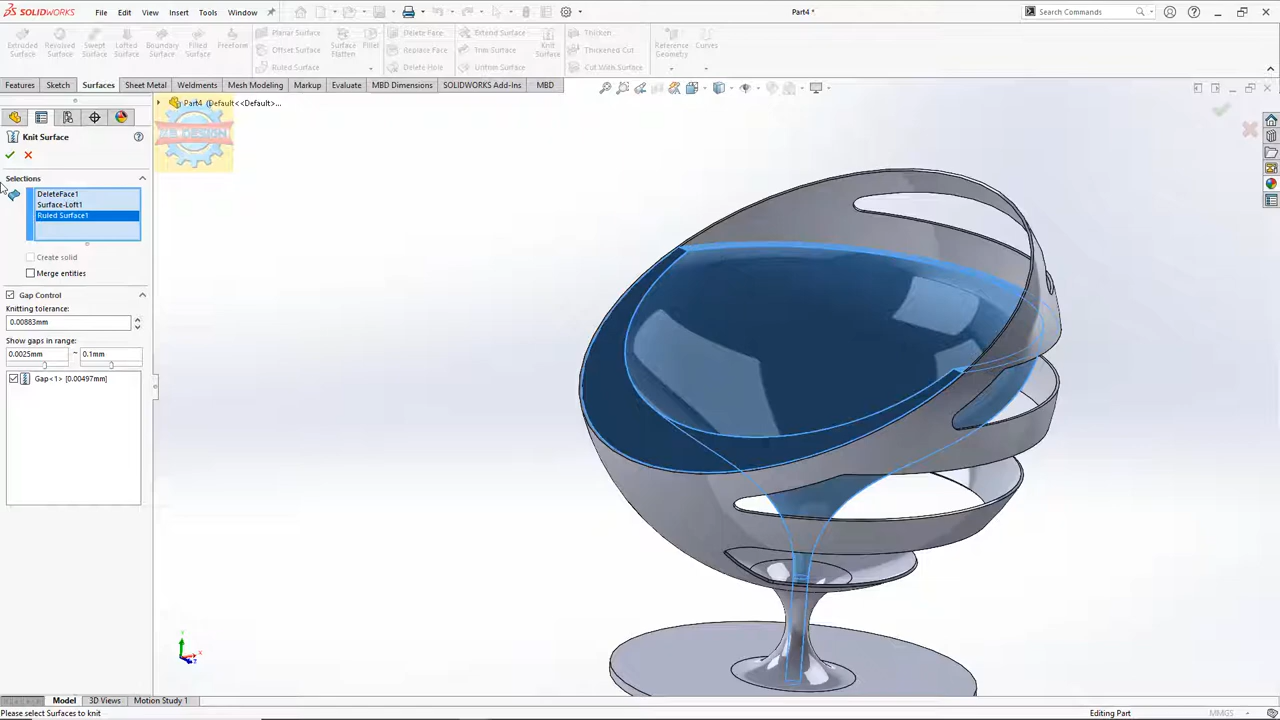 SOLIDWORKS File Edit View Insert Tools Window Part4 * Search Commands
Extruded Surface Revolved Surface Swept Surface Lofted Surface Boundary Surface Filled Surface Freeform Planar Surface Offset Surface Ruled Surface Surface Flatten Fillet Delete Face Replace Face Delete Hole Extend Surface Trim Surface Untrim Surface Knit Surface Thicken Thickened Cut Cut With Surface Reference Geometry Curves
Features Sketch Surfaces Sheet Metal Weldments Mesh Modeling Markup Evaluate MBD Dimensions SOLIDWORKS Add-Ins MBD
Part4 (Default<<Default>...
Knit Surface
Selections
DeleteFace1
Surface-Loft1
Ruled Surface1
Create solid
Merge entities
Gap Control
Knitting tolerance:
0.00883mm
Show gaps in range:
0.0025mm ~ 0.1mm
Gap<1> [0.00497mm]
Model 3D Views Motion Study 1
Please select Surfaces to knit Editing Part MMGS